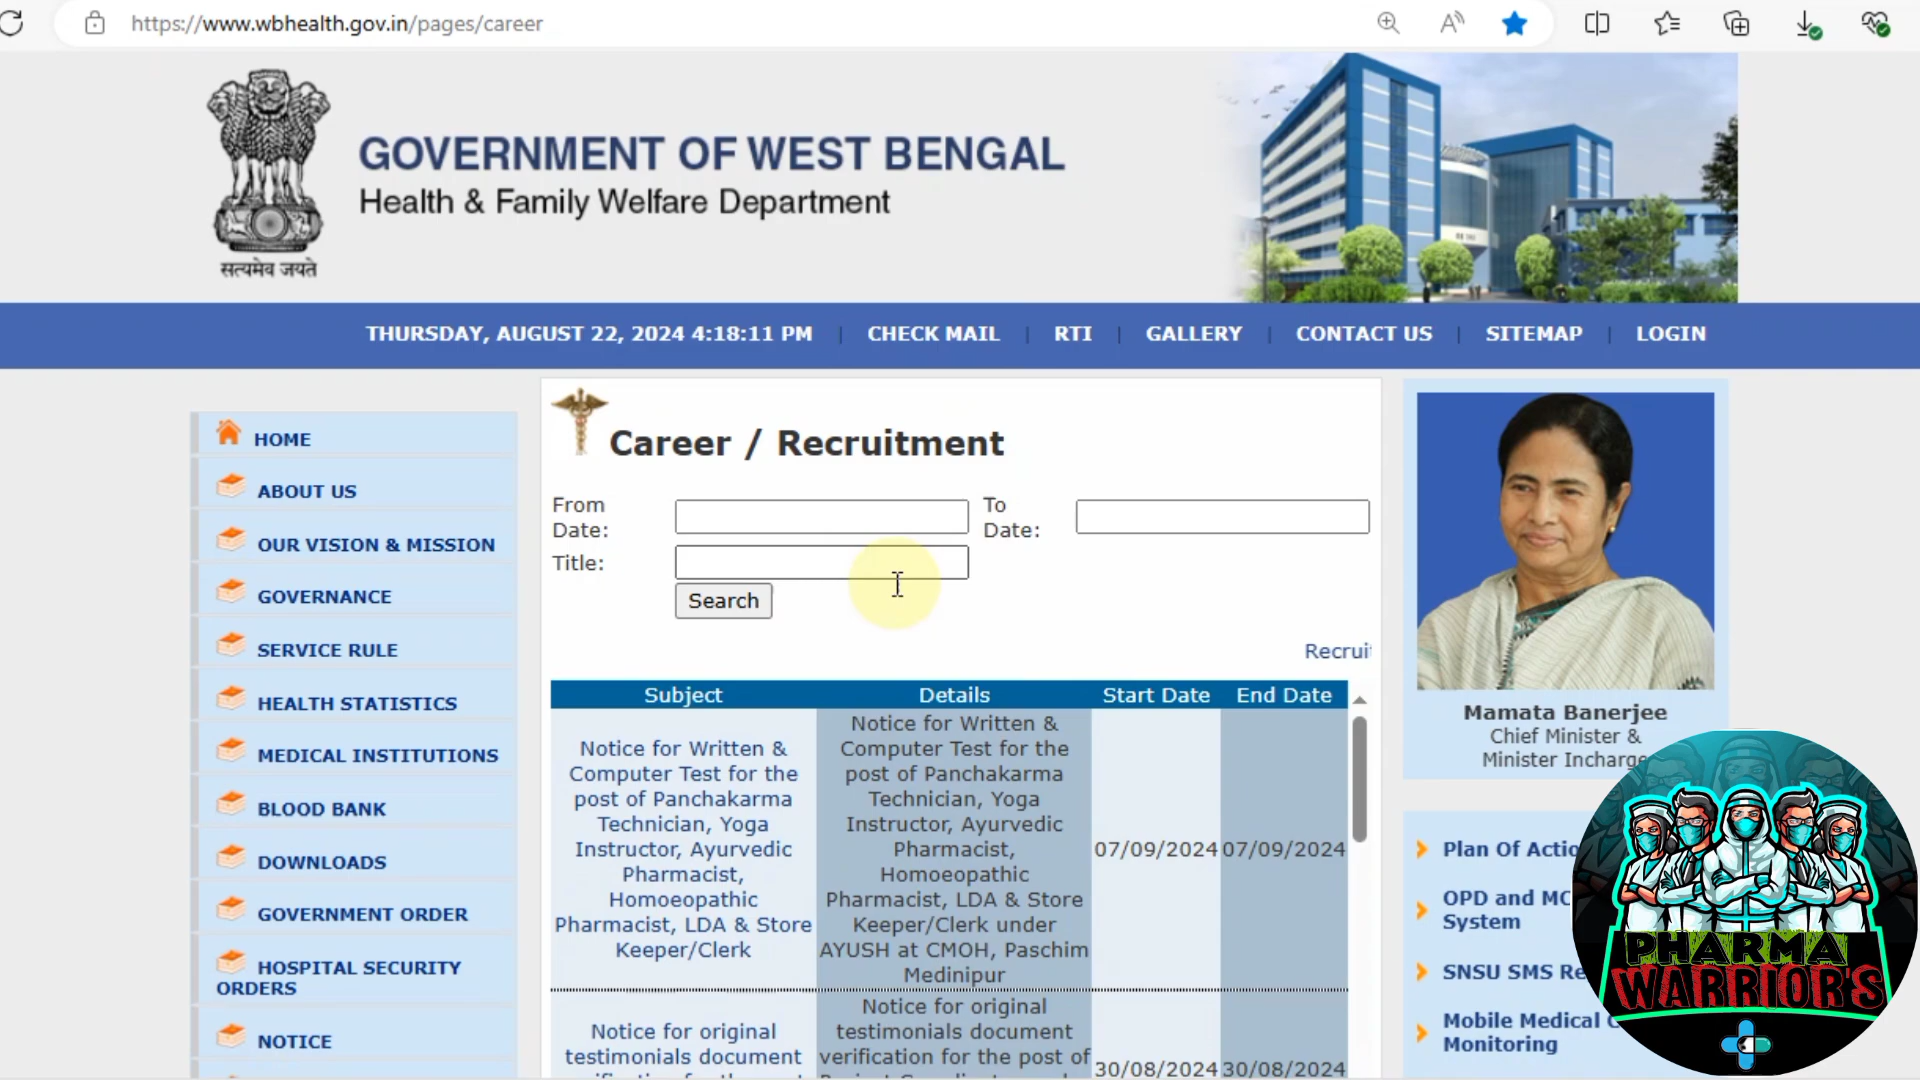 https://www.wbhealth.gov.in/pages/career
सत्यमेव जयते
GOVERNMENT OF WEST BENGAL
Health & Family Welfare Department
THURSDAY, AUGUST 22, 2024 4:18:11 PM | CHECK MAIL | RTI | GALLERY | CONTACT US | SITEMAP | LOGIN
HOME
ABOUT US
OUR VISION & MISSION
GOVERNANCE
SERVICE RULE
HEALTH STATISTICS
MEDICAL INSTITUTIONS
BLOOD BANK
DOWNLOADS
GOVERNMENT ORDER
HOSPITAL SECURITY
ORDERS
NOTICE
Career / Recruitment
From
Date:
To
Date:
Title:
Search
Recruit
Subject Details Start Date End Date
Notice for Written &
Computer Test for the
post of Panchakarma
Technician, Yoga
Instructor, Ayurvedic
Pharmacist,
Homoeopathic
Pharmacist, LDA & Store
Keeper/Clerk
Notice for Written &
Computer Test for the
post of Panchakarma
Technician, Yoga
Instructor, Ayurvedic
Pharmacist,
Homoeopathic
Pharmacist, LDA & Store
Keeper/Clerk under
AYUSH at CMOH, Paschim
Medinipur
07/09/2024 07/09/2024
Notice for original
testimonials document
Notice for original
testimonials document
verification for the post of
30/08/2024 30/08/2024
Mamata Banerjee
Chief Minister &
Minister Incharge
Plan Of Actio
OPD and MC
System
SNSU SMS Re
Mobile Medical
Monitoring
PHARMA
WARRIOR'S